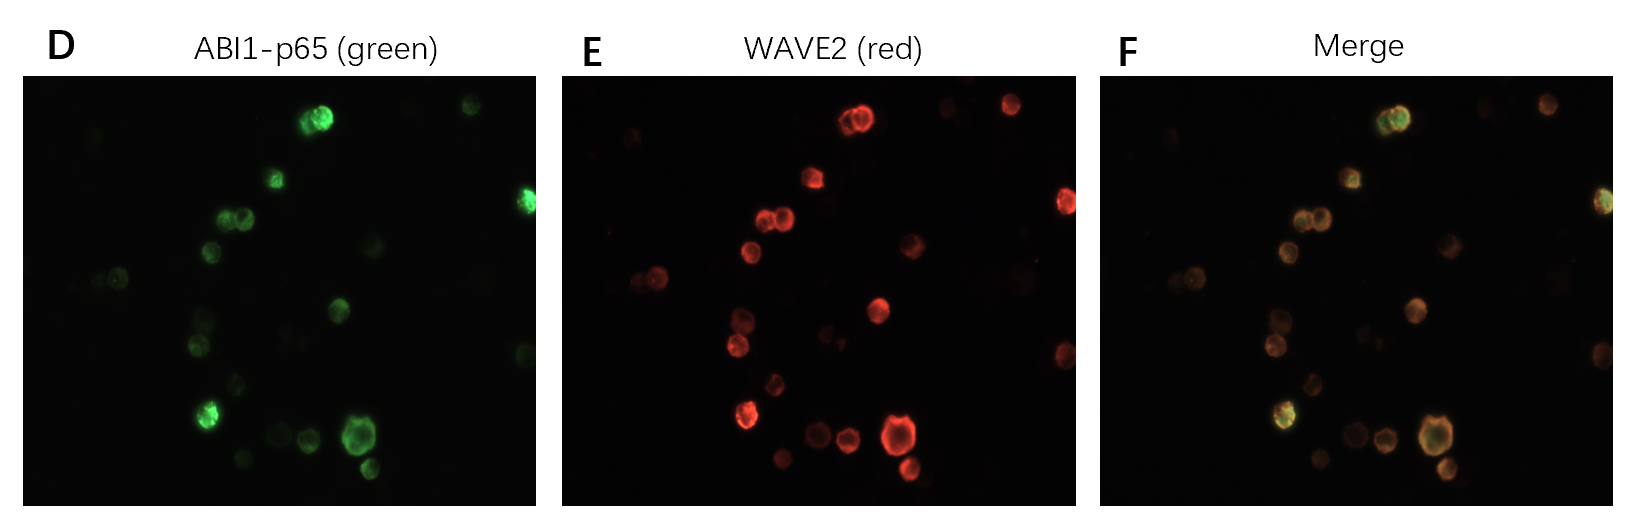 D ABI1-p65 (green) E WAVE2 (red) F Merge